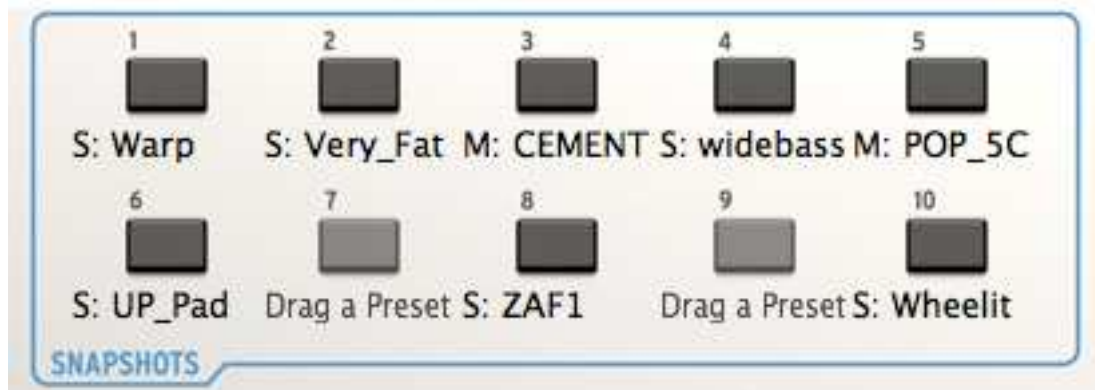 1 2 3 4 5
S: Warp S: Very_Fat M: CEMENT S: widebass M: POP_5C
6 7 8 9 10
S: UP_Pad Drag a Preset S: ZAF1 Drag a Preset S: Wheelit
SNAPSHOTS